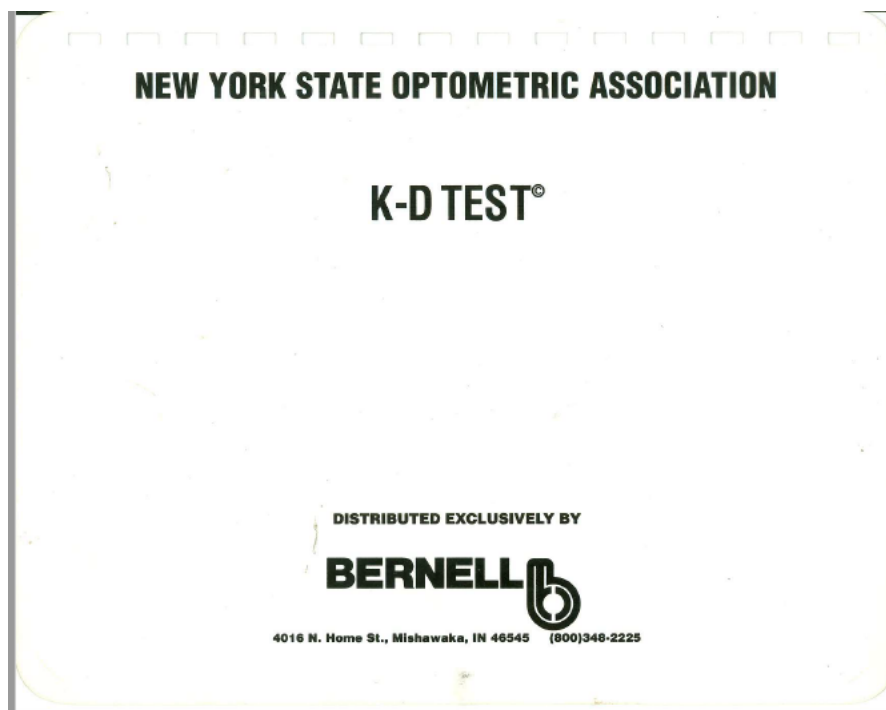 NEW YORK STATE OPTOMETRIC ASSOCIATION
K-D TEST©
DISTRIBUTED EXCLUSIVELY BY
BERNELL b
4016 N. Home St., Mishawaka, IN 46545 (800)348-2225